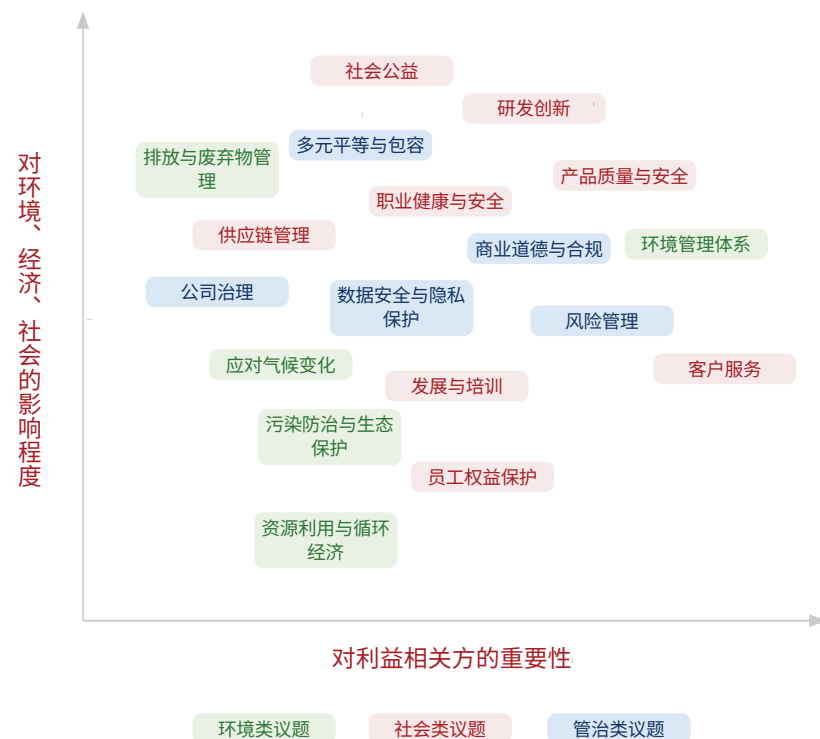 社会公益
研发创新
多元平等与包容
排放与废弃物管
理
产品质量与安全
职业健康与安全
供应链管理
商业道德与合规
环境管理体系
公司治理
数据安全与隐私
保护
风险管理
应对气候变化
客户服务
发展与培训
污染防治与生态
保护
员工权益保护
资源利用与循环
经济
对环境、经济、社会的影响程度
对利益相关方的重要性
环境类议题
社会类议题
管治类议题